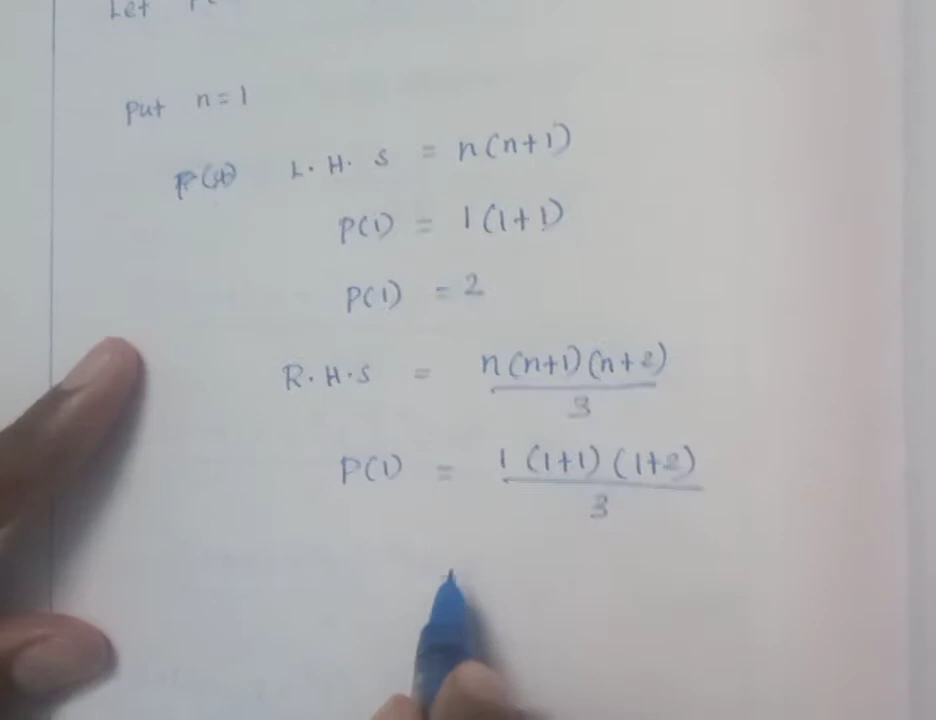 Let
Put n=1
P(1) L.H.S = n(n+1)
P(1) = 1(1+1)
P(1) = 2
R.H.S = n(n+1)(n+2)/3
P(1) = 1(1+1)(1+2)/3